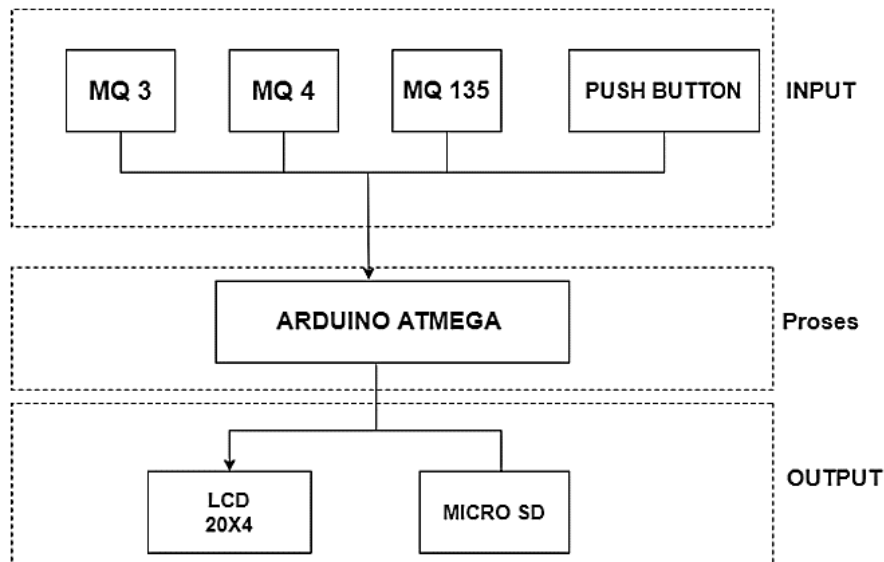 MQ 3
MQ 4
MQ 135
PUSH BUTTON
INPUT
ARDUINO ATMEGA
Proses
LCD
20X4
MICRO SD
OUTPUT